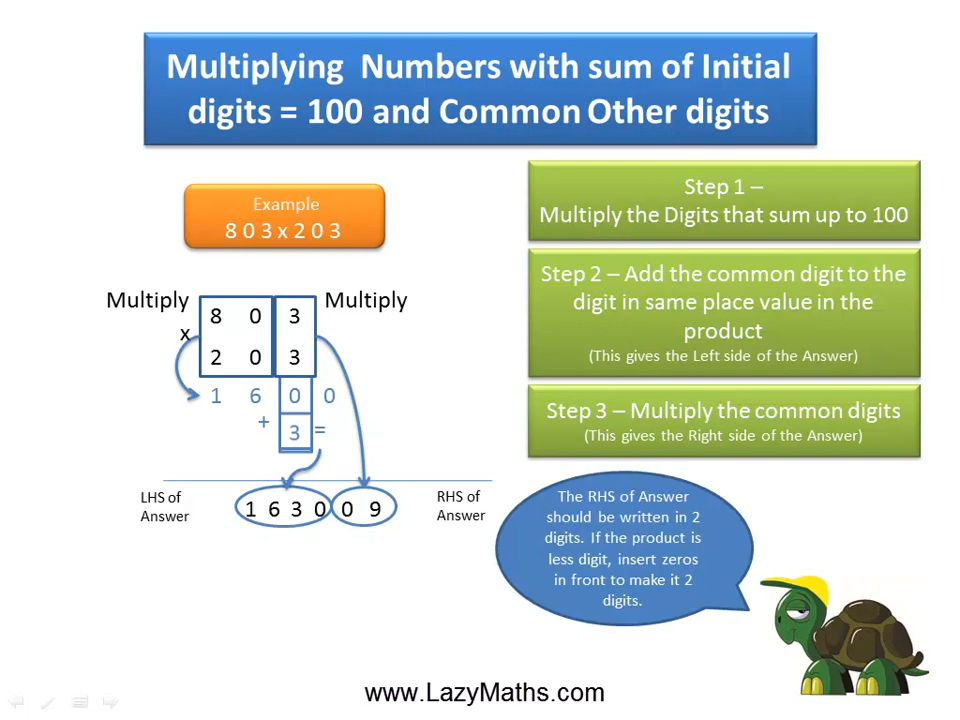 Multiplying Numbers with sum of Initial
digits = 100 and Common Other digits
Example
8 0 3 x 2 0 3
Multiply
x
8 0 3
Multiply
2 0 3
1 6 0 0
+ 3 =
LHS of
Answer
1 6 3 0 0 9
RHS of
Answer
Step 1 –
Multiply the Digits that sum up to 100
Step 2 – Add the common digit to the
digit in same place value in the
product
(This gives the Left side of the Answer)
Step 3 – Multiply the common digits
(This gives the Right side of the Answer)
The RHS of Answer
should be written in 2
digits. If the product is
less digit, insert zeros
in front to make it 2
digits.
www.LazyMaths.com